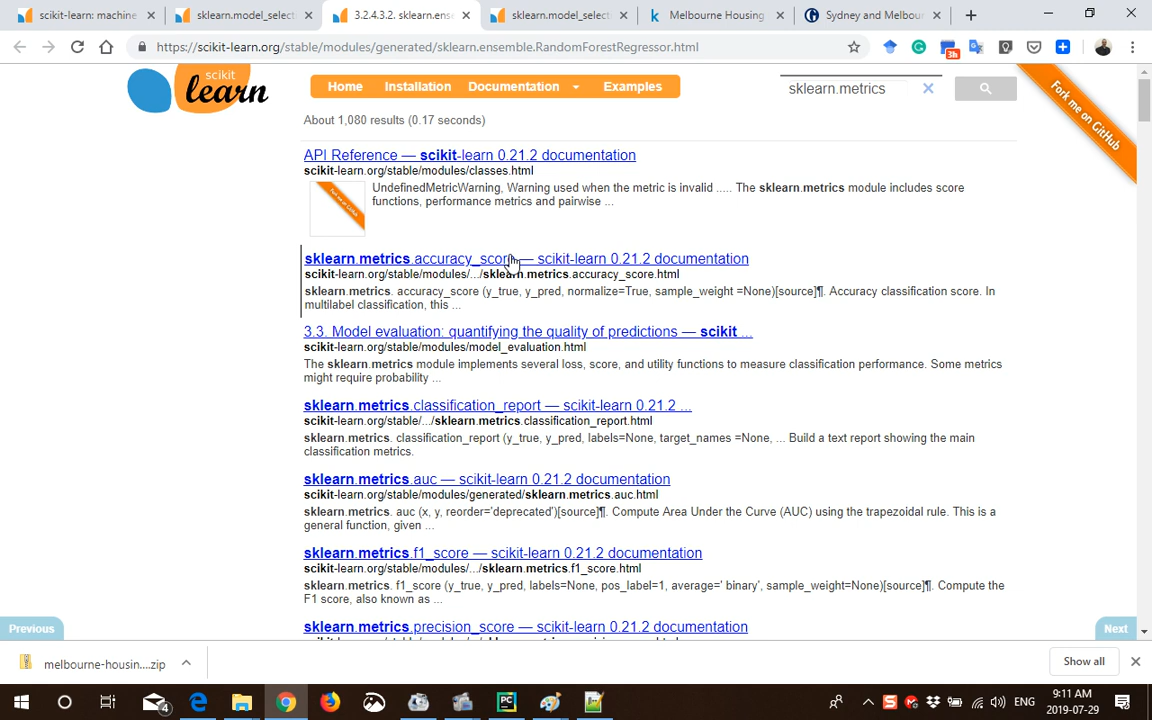 scikit-learn: machine
sklearn.model_select
3.2.4.3.2. sklearn.ens
sklearn.model_select
Melbourne Housing
Sydney and Melbou
https://scikit-learn.org/stable/modules/generated/sklearn.ensemble.RandomForestRegressor.html
3h
scikit
learn
Home
Installation
Documentation
Examples
sklearn.metrics
Fork me on GitHub
About 1,080 results (0.17 seconds)
API Reference — scikit-learn 0.21.2 documentation
scikit-learn.org/stable/modules/classes.html
Fork me on GitHub
UndefinedMetricWarning, Warning used when the metric is invalid ..... The sklearn.metrics module includes score
functions, performance metrics and pairwise ...
sklearn.metrics.accuracy_score — scikit-learn 0.21.2 documentation
scikit-learn.org/stable/modules/.../sklearn.metrics.accuracy_score.html
sklearn.metrics. accuracy_score (y_true, y_pred, normalize=True, sample_weight =None)[source]¶. Accuracy classification score. In
multilabel classification, this ...
3.3. Model evaluation: quantifying the quality of predictions — scikit ...
scikit-learn.org/stable/modules/model_evaluation.html
The sklearn.metrics module implements several loss, score, and utility functions to measure classification performance. Some metrics
might require probability ...
sklearn.metrics.classification_report — scikit-learn 0.21.2 ...
scikit-learn.org/stable/.../sklearn.metrics.classification_report.html
sklearn.metrics. classification_report (y_true, y_pred, labels=None, target_names =None, ... Build a text report showing the main
classification metrics.
sklearn.metrics.auc — scikit-learn 0.21.2 documentation
scikit-learn.org/stable/modules/generated/sklearn.metrics.auc.html
sklearn.metrics. auc (x, y, reorder='deprecated')[source]¶. Compute Area Under the Curve (AUC) using the trapezoidal rule. This is a
general function, given ...
sklearn.metrics.f1_score — scikit-learn 0.21.2 documentation
scikit-learn.org/stable/modules/.../sklearn.metrics.f1_score.html
sklearn.metrics. f1_score (y_true, y_pred, labels=None, pos_label=1, average=' binary', sample_weight=None)[source]¶. Compute the
F1 score, also known as ...
sklearn.metrics.precision_score — scikit-learn 0.21.2 documentation
Previous
Next
melbourne-housin....zip
Show all
4
ENG
9:11 AM
2019-07-29